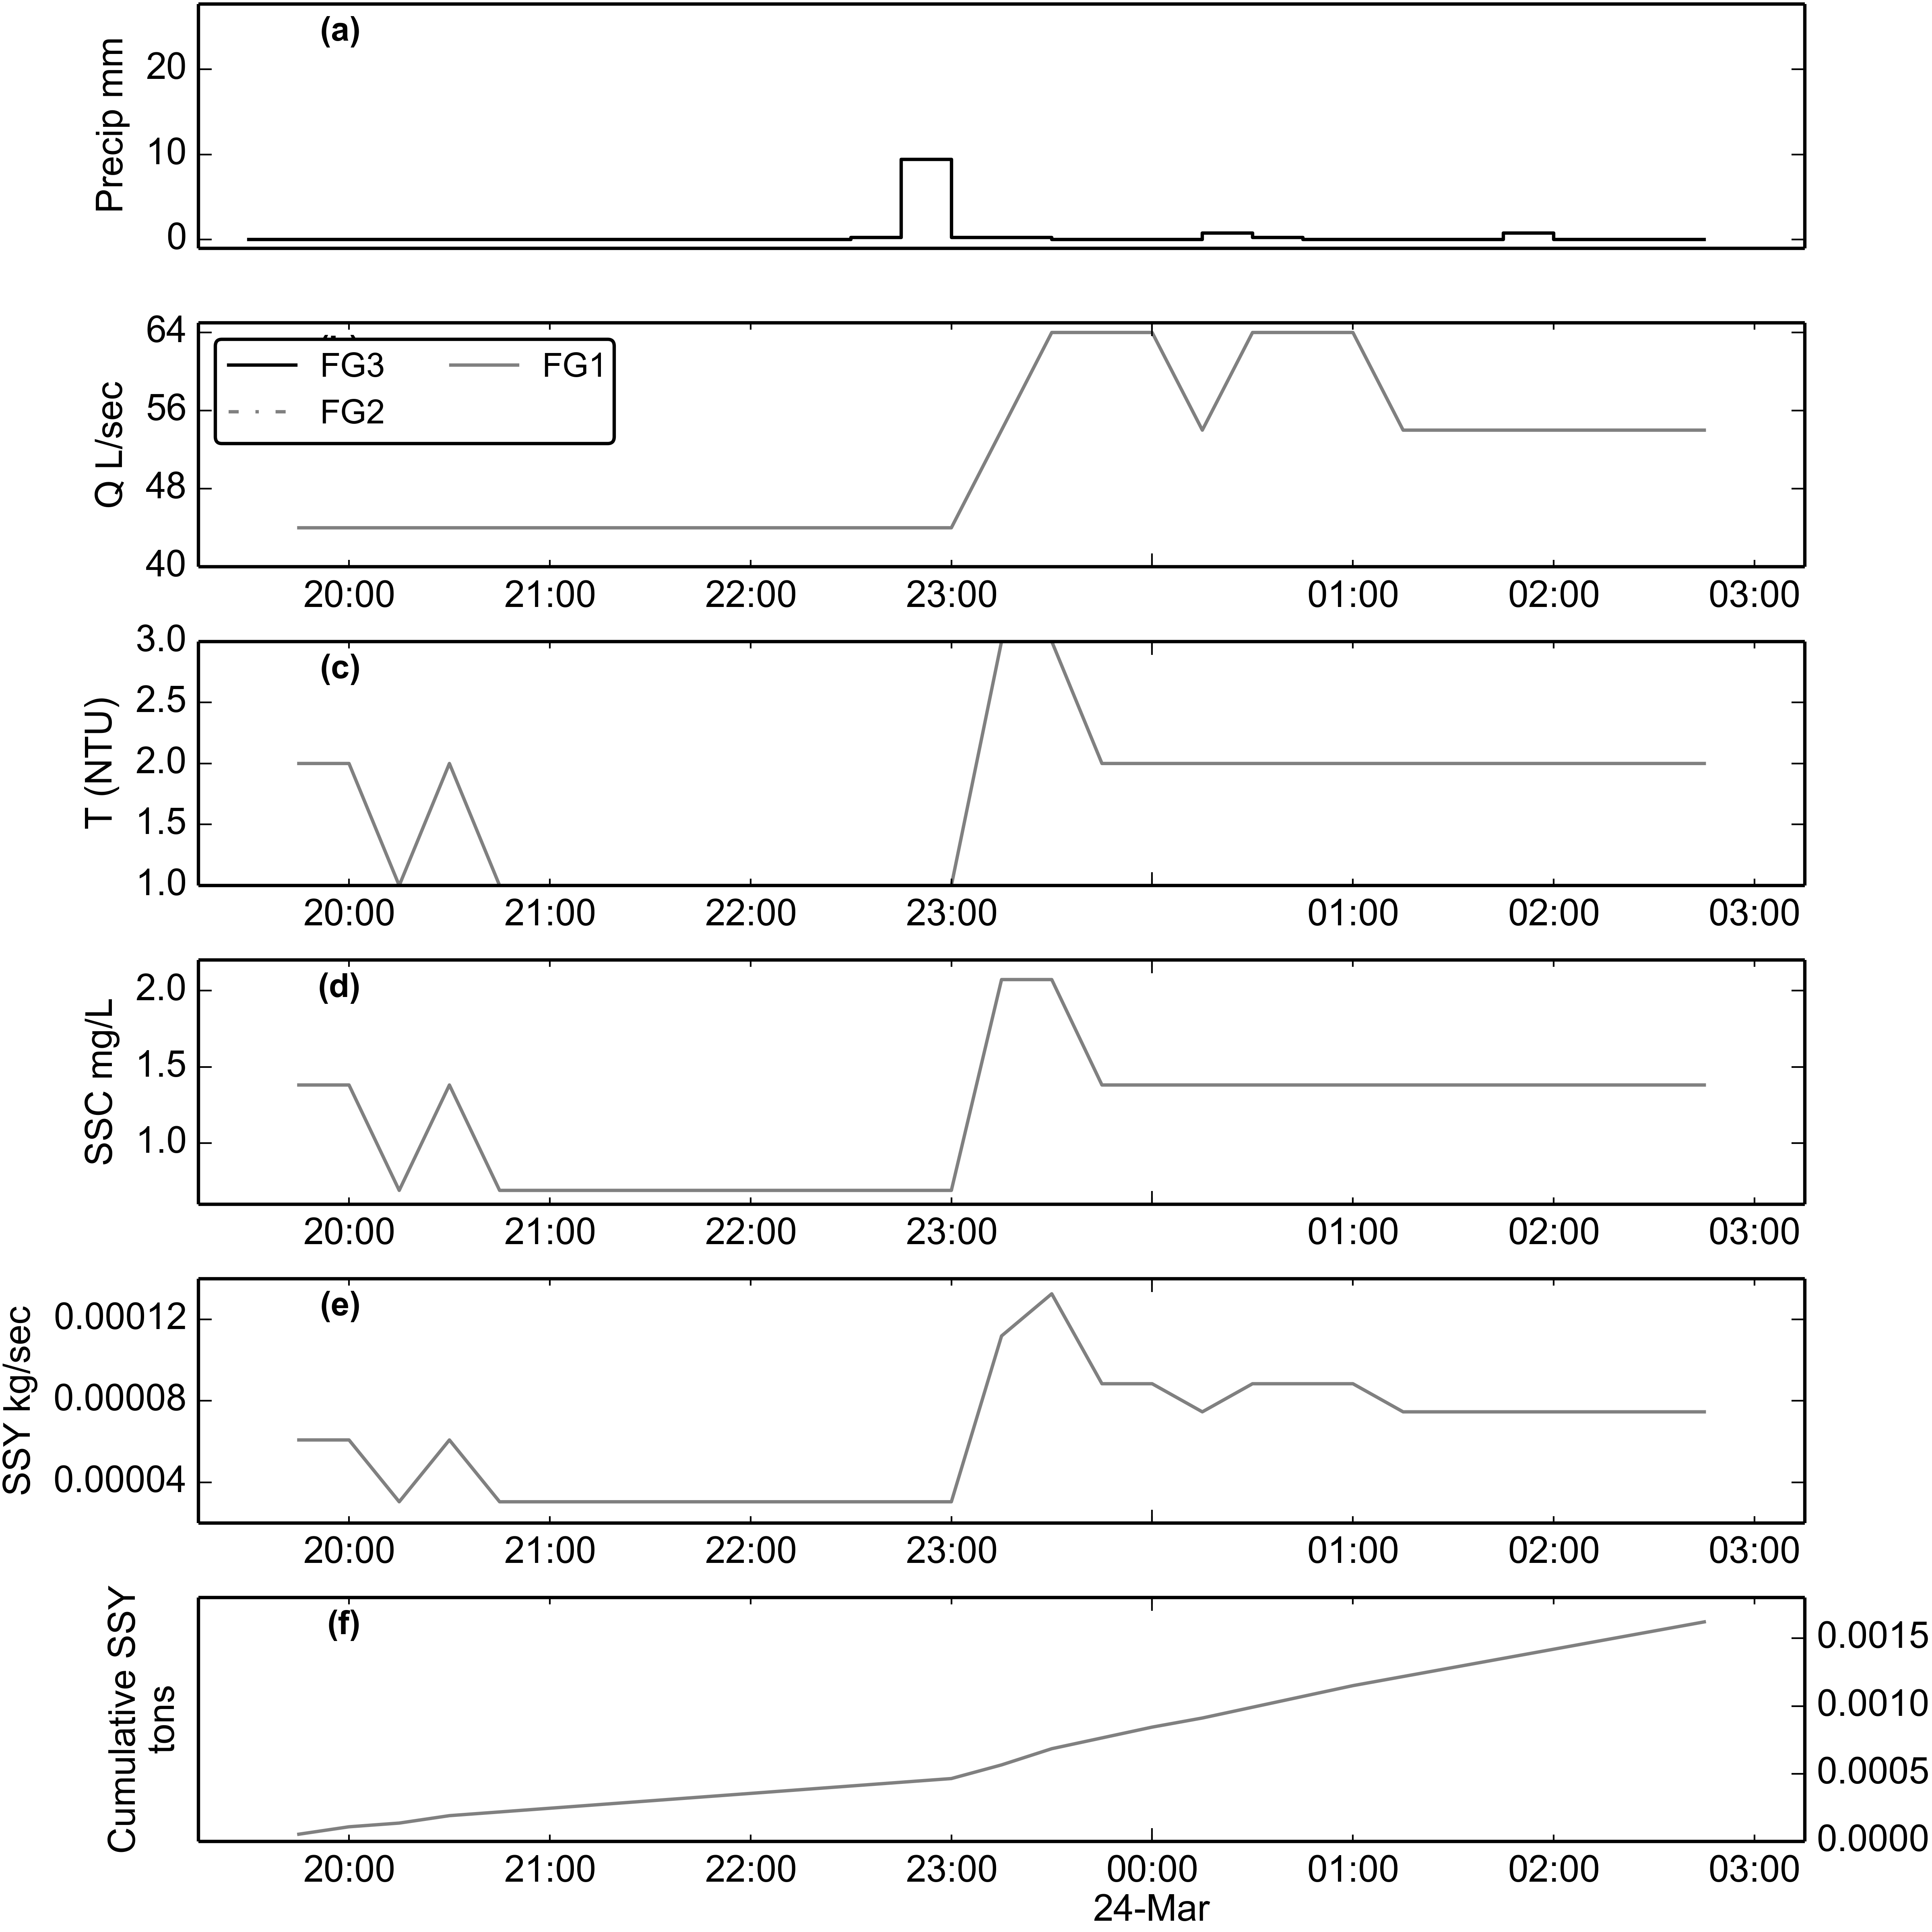 (a)
Precip mm
20
10
0
64
56
48
40
Q L/sec
FG3 FG1
FG2
20:00 21:00 22:00 23:00 01:00 02:00 03:00
(c)
T (NTU)
3.0
2.5
2.0
1.5
1.0
20:00 21:00 22:00 23:00 01:00 02:00 03:00
(d)
SSC mg/L
2.0
1.5
1.0
20:00 21:00 22:00 23:00 01:00 02:00 03:00
(e)
SSY kg/sec
0.00012
0.00008
0.00004
20:00 21:00 22:00 23:00 01:00 02:00 03:00
(f)
Cumulative SSY
tons
0.0015
0.0010
0.0005
0.0000
20:00 21:00 22:00 23:00 00:00 01:00 02:00 03:00
24-Mar